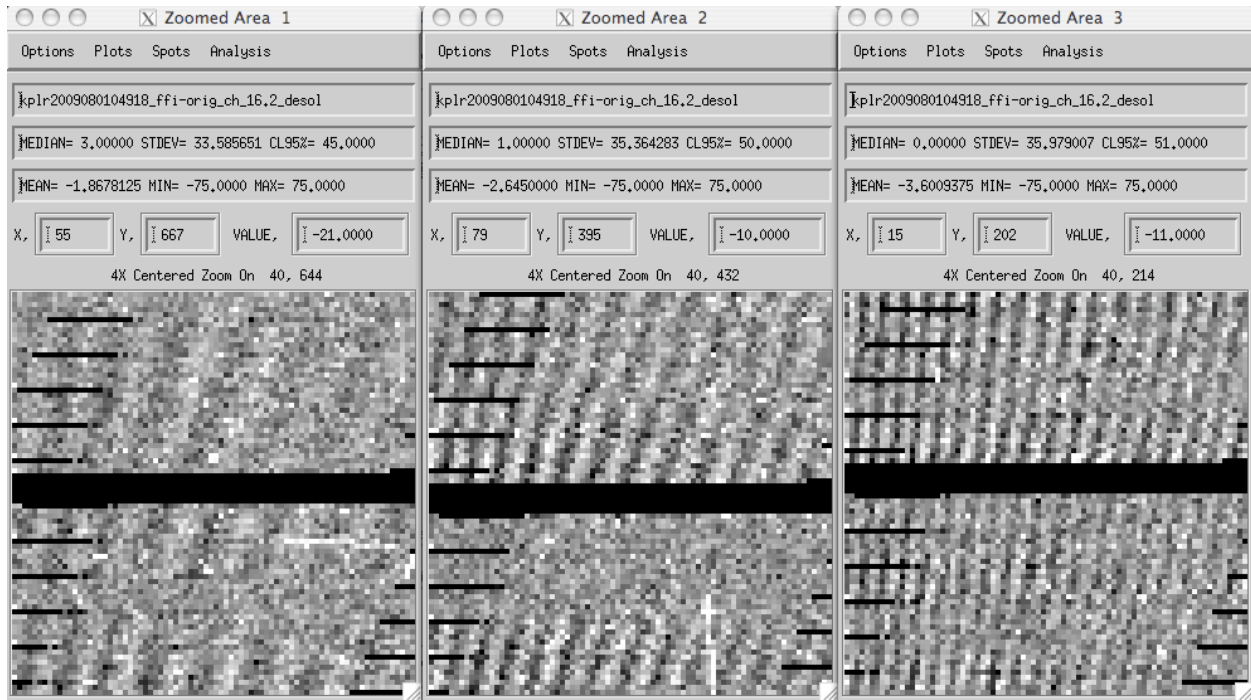 Zoomed Area 1
Options Plots Spots Analysis
kplr2009080104918_ffi-orig_ch_16.2_desol
MEDIAN= 3.00000 STDEV= 33.585651 CL95%= 45.0000
MEAN= -1.8678125 MIN= -75.0000 MAX= 75.0000
X, 55 Y, 667 VALUE, -21.0000
4X Centered Zoom On 40, 644
Zoomed Area 2
Options Plots Spots Analysis
kplr2009080104918_ffi-orig_ch_16.2_desol
MEDIAN= 1.00000 STDEV= 35.364283 CL95%= 50.0000
MEAN= -2.6450000 MIN= -75.0000 MAX= 75.0000
X, 79 Y, 395 VALUE, -10.0000
4X Centered Zoom On 40, 432
Zoomed Area 3
Options Plots Spots Analysis
kplr2009080104918_ffi-orig_ch_16.2_desol
MEDIAN= 0.00000 STDEV= 35.979007 CL95%= 51.0000
MEAN= -3.6009375 MIN= -75.0000 MAX= 75.0000
X, 15 Y, 202 VALUE, -11.0000
4X Centered Zoom On 40, 214